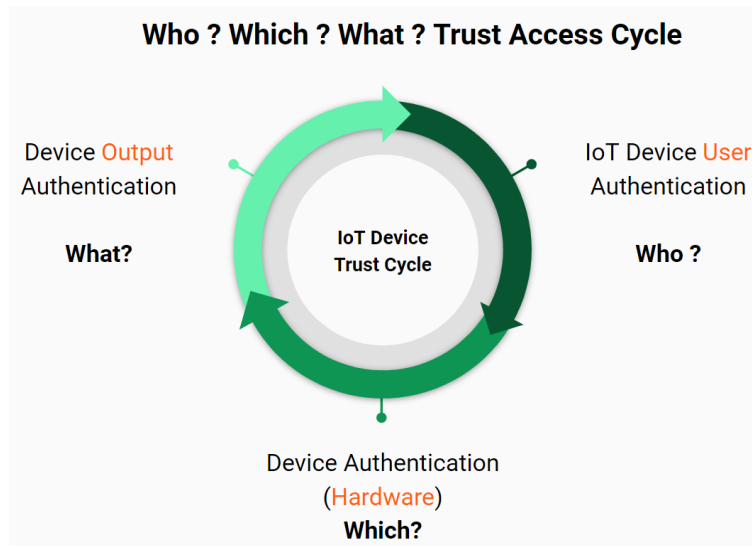 Who ? Which ? What ? Trust Access Cycle
Device Output
Authentication
What?
IoT Device User
Authentication
Who ?
IoT Device
Trust Cycle
Device Authentication
(Hardware)
Which?